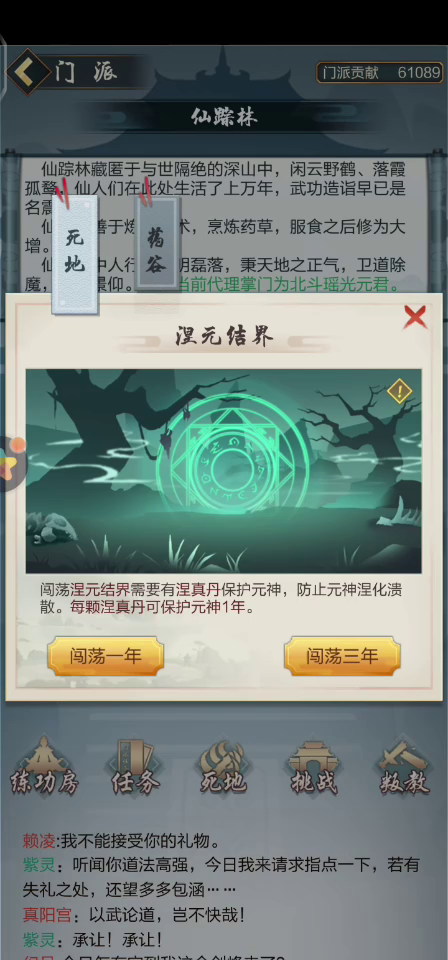 门派
门派贡献 61089
仙踪林
仙踪林藏匿于与世隔绝的深山中，闲云野鹤、落霞
孤鹜，仙人们在此处生活了上万年，武功造诣早已是
名震
仙 善于炼 术，烹炼药草，服食之后修为大
增。
仙 中人行 明磊落，秉天地之正气，卫道除
魔， 景仰。 当前代理掌门为北斗瑶光元君。
死地
药谷
涅元结界
闯荡涅元结界需要有涅真丹保护元神，防止元神涅化溃
散。每颗涅真丹可保护元神1年。
闯荡一年
闯荡三年
练功房
任务
死地
挑战
叛教
赖凌:我不能接受你的礼物。
紫灵：听闻你道法高强，今日我来请求指点一下，若有
失礼之处，还望多多包涵……
真阳宫：以武论道，岂不快哉！
紫灵：承让！承让！